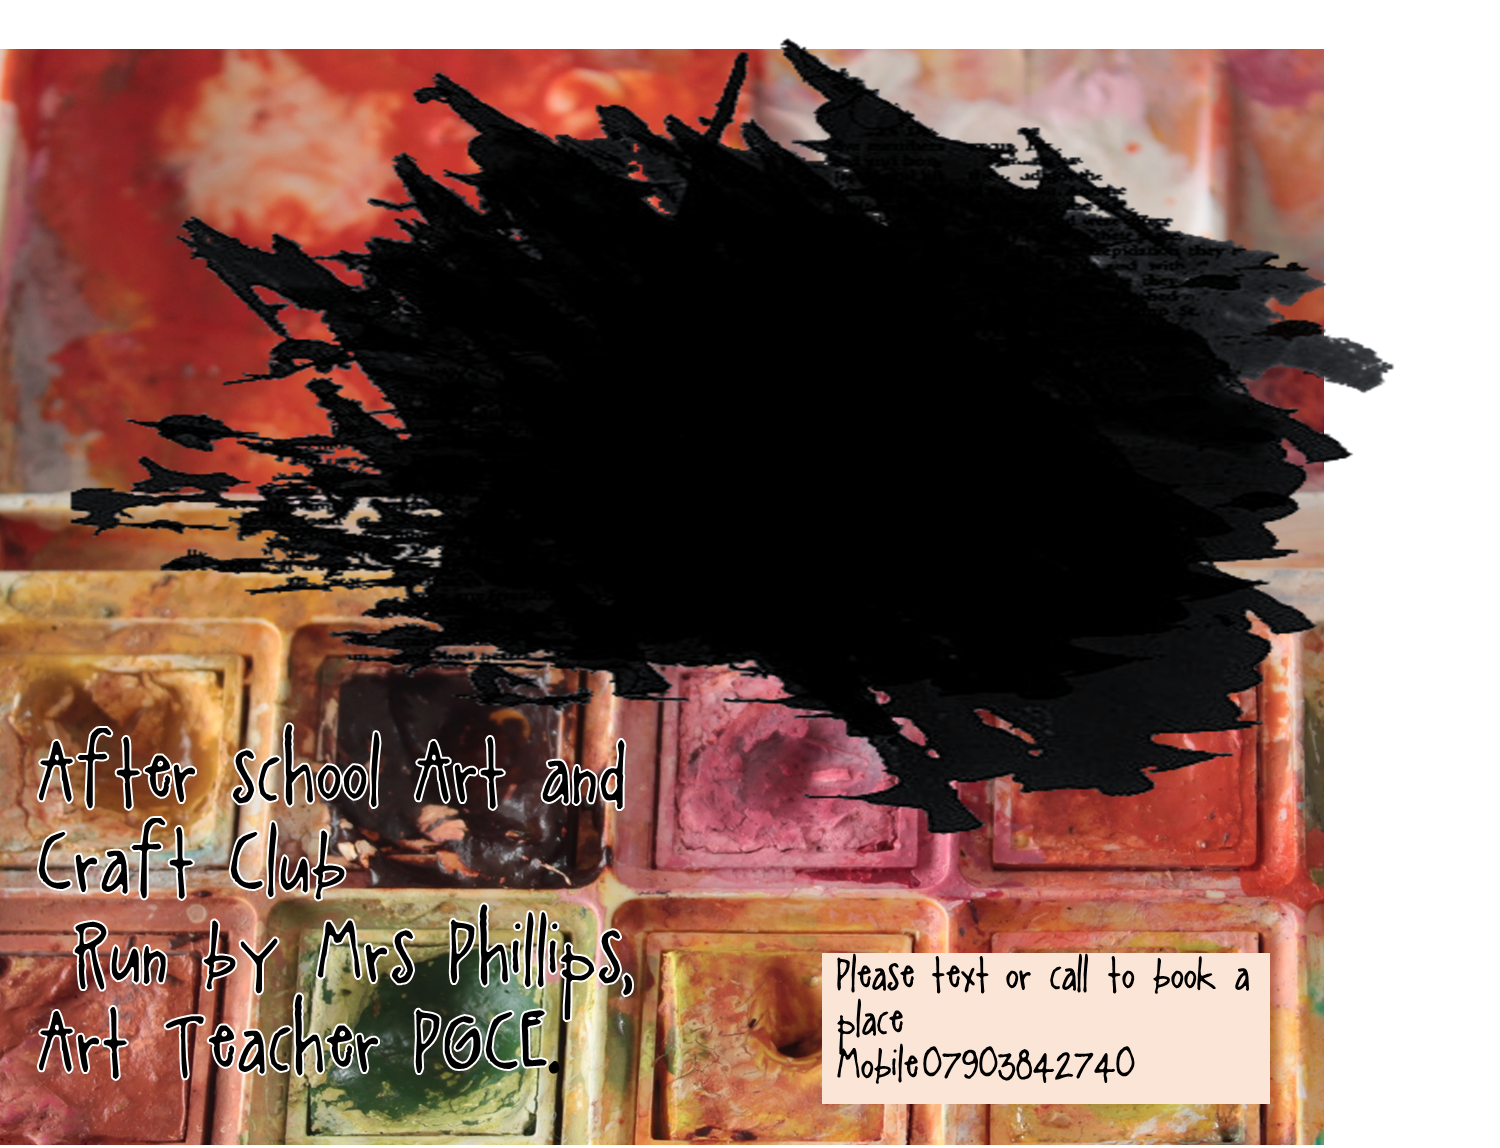 After school Art and
Craft Club
Run by Mrs Phillips,
Art Teacher PGCE.
Please text or call to book a
place
Mobile07903842740